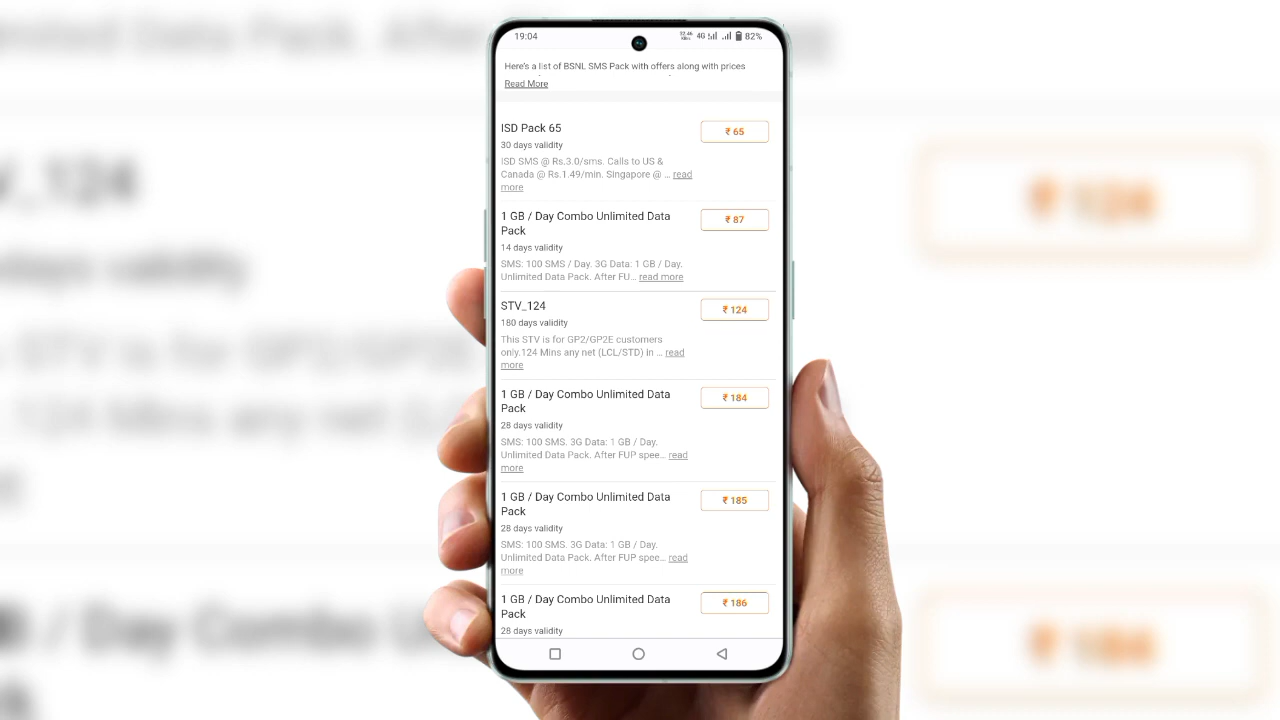 19:04
4G
82%
Here's a list of BSNL SMS Pack with offers along with prices
Read More
ISD Pack 65
₹ 65
30 days validity
ISD SMS @ Rs.3.0/sms. Calls to US &
Canada @ Rs.1.49/min. Singapore @ ... read
more
1 GB / Day Combo Unlimited Data
Pack
₹ 87
14 days validity
SMS: 100 SMS / Day. 3G Data: 1 GB / Day.
Unlimited Data Pack. After FU... read more
STV_124
₹ 124
180 days validity
This STV is for GP2/GP2E customers
only.124 Mins any net (LCL/STD) in ... read
more
1 GB / Day Combo Unlimited Data
Pack
₹ 184
28 days validity
SMS: 100 SMS. 3G Data: 1 GB / Day.
Unlimited Data Pack. After FUP spee... read
more
1 GB / Day Combo Unlimited Data
Pack
₹ 185
28 days validity
SMS: 100 SMS. 3G Data: 1 GB / Day.
Unlimited Data Pack. After FUP spee... read
more
1 GB / Day Combo Unlimited Data
Pack
₹ 186
28 days validity